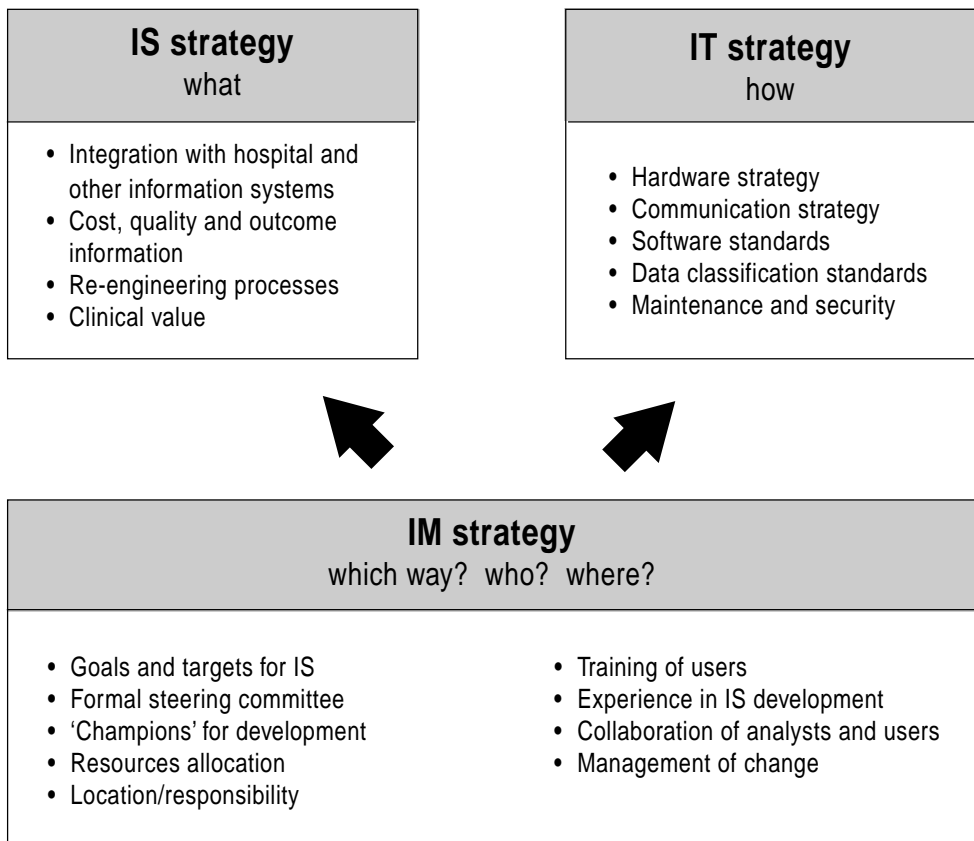 IS strategy
what
• Integration with hospital and
other information systems
• Cost, quality and outcome
information
• Re-engineering processes
• Clinical value
IT strategy
how
• Hardware strategy
• Communication strategy
• Software standards
• Data classification standards
• Maintenance and security
IM strategy
which way? who? where?
• Goals and targets for IS
• Formal steering committee
• ‘Champions’ for development
• Resources allocation
• Location/responsibility
• Training of users
• Experience in IS development
• Collaboration of analysts and users
• Management of change